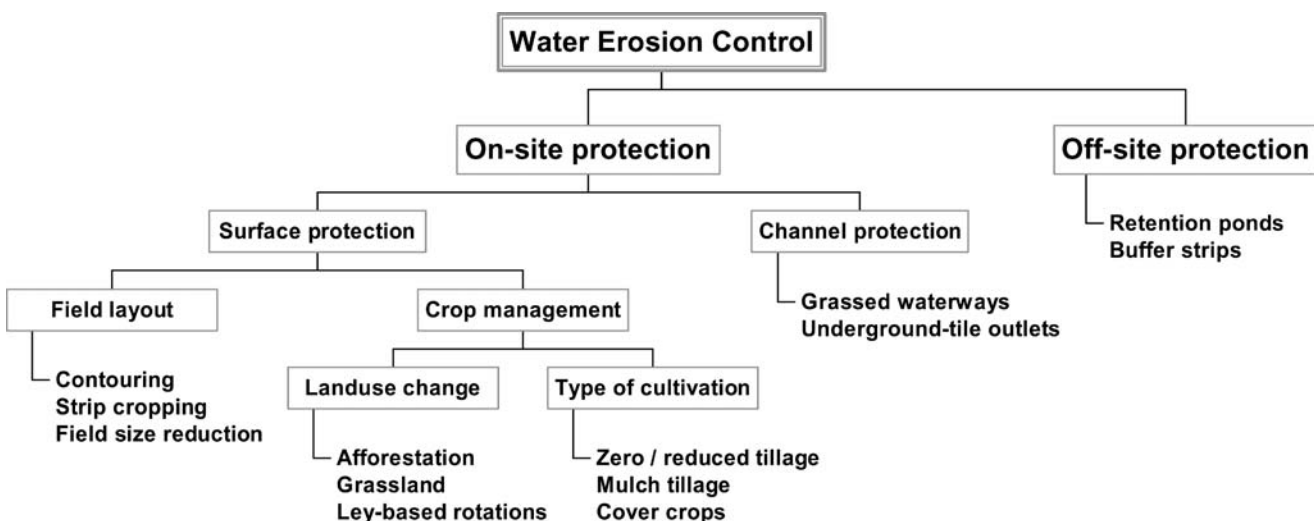 Water Erosion Control
On-site protection
Off-site protection
Surface protection
Channel protection
Retention ponds
Buffer strips
Field layout
Crop management
Grassed waterways
Underground-tile outlets
Contouring
Strip cropping
Field size reduction
Landuse change
Type of cultivation
Afforestation
Grassland
Ley-based rotations
Zero / reduced tillage
Mulch tillage
Cover crops